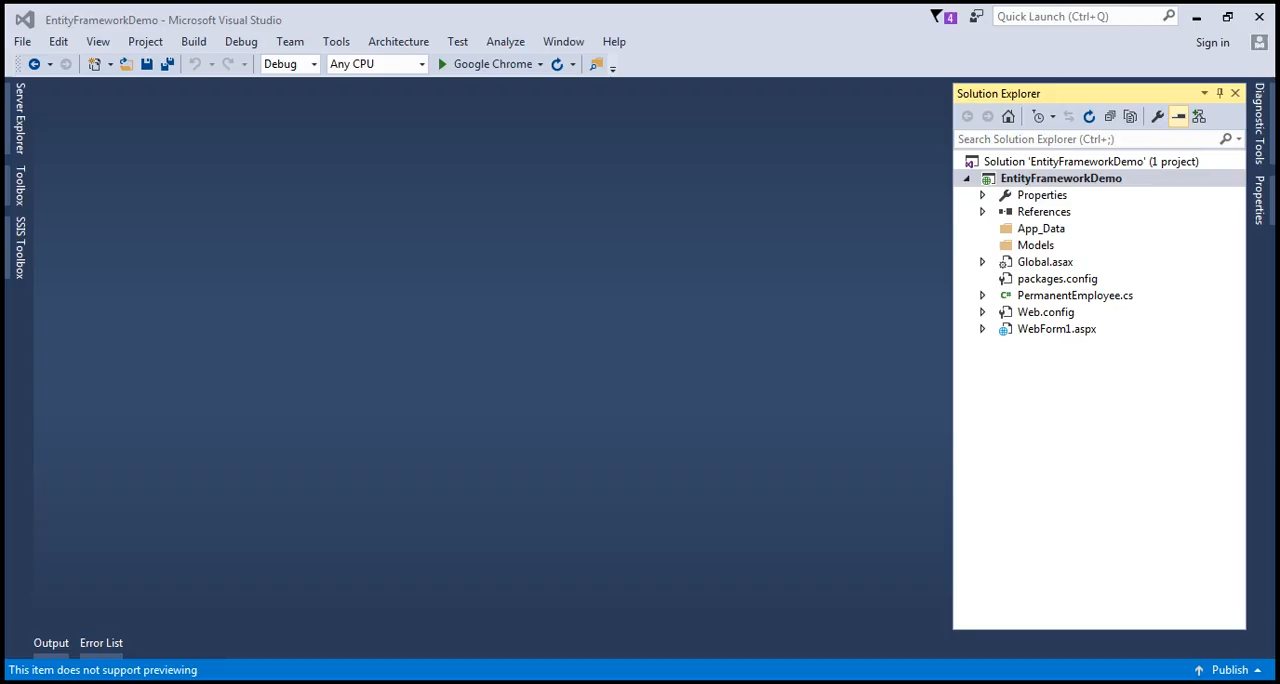 EntityFrameworkDemo - Microsoft Visual Studio
4
Quick Launch (Ctrl+Q)
File Edit View Project Build Debug Team Tools Architecture Test Analyze Window Help
Sign in
Debug Any CPU Google Chrome
Server Explorer
Toolbox
SSIS Toolbox
Solution Explorer
Search Solution Explorer (Ctrl+;)
Solution 'EntityFrameworkDemo' (1 project)
EntityFrameworkDemo
Properties
References
App_Data
Models
Global.asax
packages.config
C# PermanentEmployee.cs
Web.config
WebForm1.aspx
Diagnostic Tools
Properties
Output Error List
This item does not support previewing
Publish